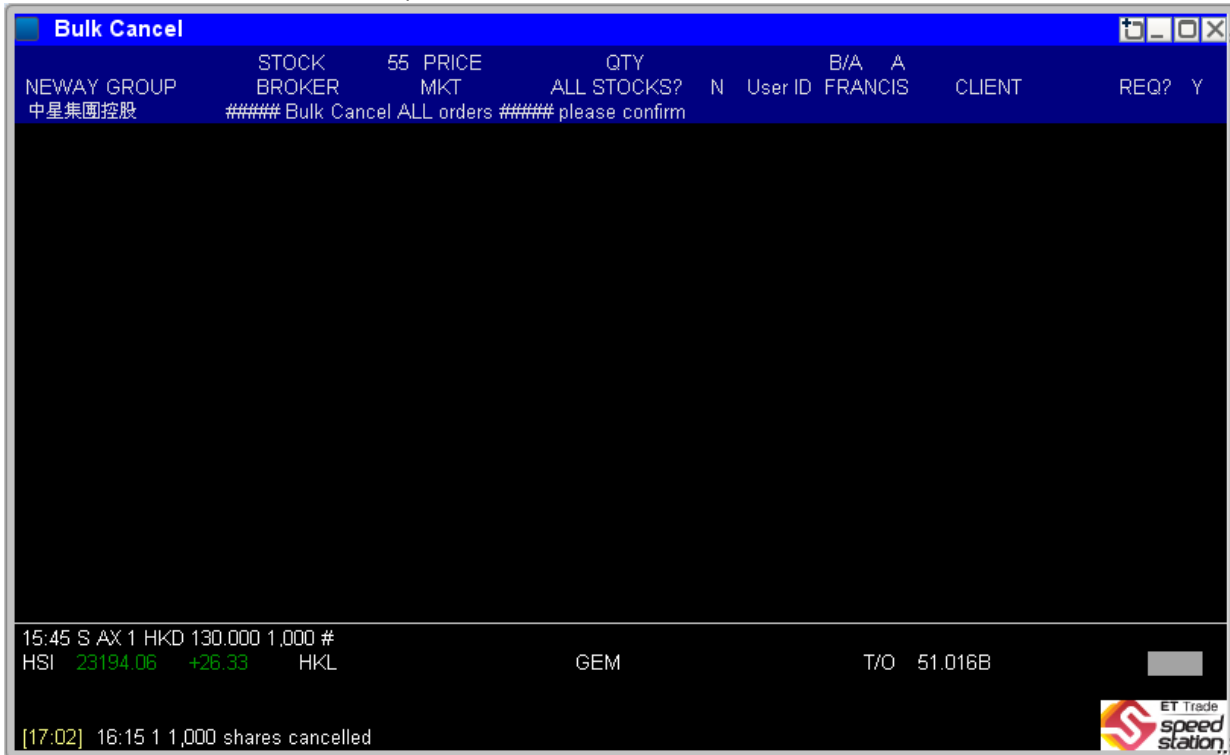 Bulk Cancel
STOCK 55 PRICE QTY B/A A
NEWAY GROUP BROKER MKT ALL STOCKS? N User ID FRANCIS CLIENT REQ? Y
中星集團控股 ##### Bulk Cancel ALL orders ##### please confirm
15:45 S AX 1 HKD 130.000 1,000 #
HSI 23194.06 +26.33 HKL GEM T/O 51.016B
ET Trade
speed
station
[17:02] 16:15 1 1,000 shares cancelled